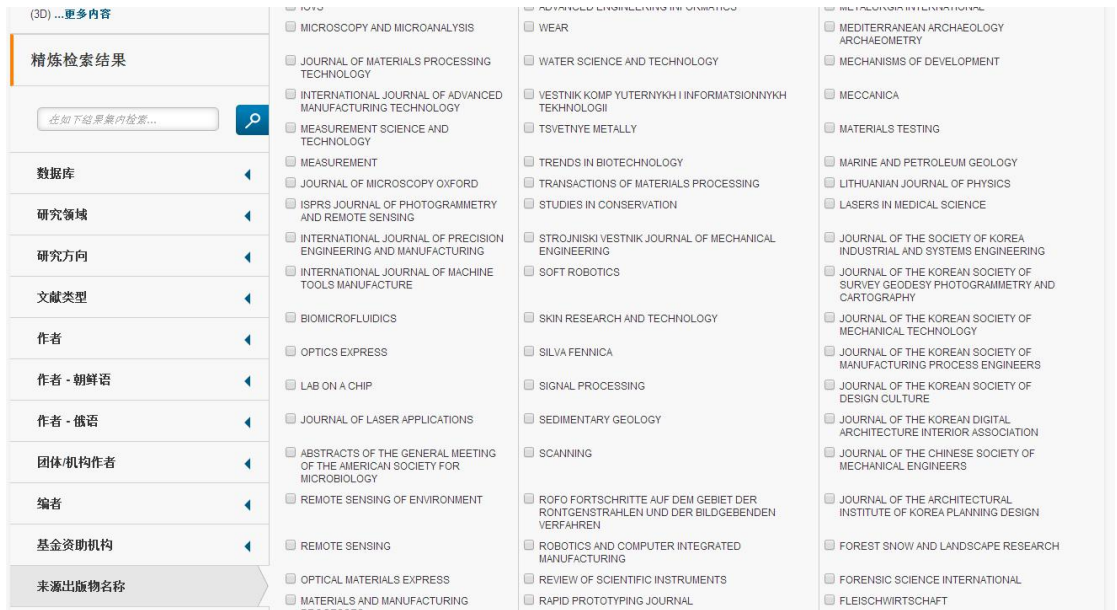 (3D) ...更多内容
精炼检索结果
在如下结果集内检索...
数据库
研究领域
研究方向
文献类型
作者
作者 - 朝鲜语
作者 - 俄语
团体/机构作者
编者
基金资助机构
来源出版物名称
MICROSCOPY AND MICROANALYSIS
JOURNAL OF MATERIALS PROCESSING
TECHNOLOGY
INTERNATIONAL JOURNAL OF ADVANCED
MANUFACTURING TECHNOLOGY
MEASUREMENT SCIENCE AND
TECHNOLOGY
MEASUREMENT
JOURNAL OF MICROSCOPY OXFORD
ISPRS JOURNAL OF PHOTOGRAMMETRY
AND REMOTE SENSING
INTERNATIONAL JOURNAL OF PRECISION
ENGINEERING AND MANUFACTURING
INTERNATIONAL JOURNAL OF MACHINE
TOOLS MANUFACTURE
BIOMICROFLUIDICS
OPTICS EXPRESS
LAB ON A CHIP
JOURNAL OF LASER APPLICATIONS
ABSTRACTS OF THE GENERAL MEETING
OF THE AMERICAN SOCIETY FOR
MICROBIOLOGY
REMOTE SENSING OF ENVIRONMENT
REMOTE SENSING
OPTICAL MATERIALS EXPRESS
MATERIALS AND MANUFACTURING
ADVANCED ENGINEERING INFORMATICS
WEAR
WATER SCIENCE AND TECHNOLOGY
VESTNIK KOMP YUTERNYKH I INFORMATSIONNYKH
TEKHNOLOGII
TSVETNYE METALLY
TRENDS IN BIOTECHNOLOGY
TRANSACTIONS OF MATERIALS PROCESSING
STUDIES IN CONSERVATION
STROJNISKI VESTNIK JOURNAL OF MECHANICAL
ENGINEERING
SOFT ROBOTICS
SKIN RESEARCH AND TECHNOLOGY
SILVA FENNICA
SIGNAL PROCESSING
SEDIMENTARY GEOLOGY
SCANNING
ROFO FORTSCHRITTE AUF DEM GEBIET DER
RONTGENSTRAHLEN UND DER BILDGEBENDEN
VERFAHREN
ROBOTICS AND COMPUTER INTEGRATED
MANUFACTURING
REVIEW OF SCIENTIFIC INSTRUMENTS
RAPID PROTOTYPING JOURNAL
METALURGIA INTERNATIONAL
MEDITERRANEAN ARCHAEOLOGY
ARCHAEOMETRY
MECHANISMS OF DEVELOPMENT
MECCANICA
MATERIALS TESTING
MARINE AND PETROLEUM GEOLOGY
LITHUANIAN JOURNAL OF PHYSICS
LASERS IN MEDICAL SCIENCE
JOURNAL OF THE SOCIETY OF KOREA
INDUSTRIAL AND SYSTEMS ENGINEERING
JOURNAL OF THE KOREAN SOCIETY OF
SURVEY GEODESY PHOTOGRAMMETRY AND
CARTOGRAPHY
JOURNAL OF THE KOREAN SOCIETY OF
MECHANICAL TECHNOLOGY
JOURNAL OF THE KOREAN SOCIETY OF
MANUFACTURING PROCESS ENGINEERS
JOURNAL OF THE KOREAN SOCIETY OF
DESIGN CULTURE
JOURNAL OF THE KOREAN DIGITAL
ARCHITECTURE INTERIOR ASSOCIATION
JOURNAL OF THE CHINESE SOCIETY OF
MECHANICAL ENGINEERS
JOURNAL OF THE ARCHITECTURAL
INSTITUTE OF KOREA PLANNING DESIGN
FOREST SNOW AND LANDSCAPE RESEARCH
FORENSIC SCIENCE INTERNATIONAL
FLEISCHWIRTSCHAFT